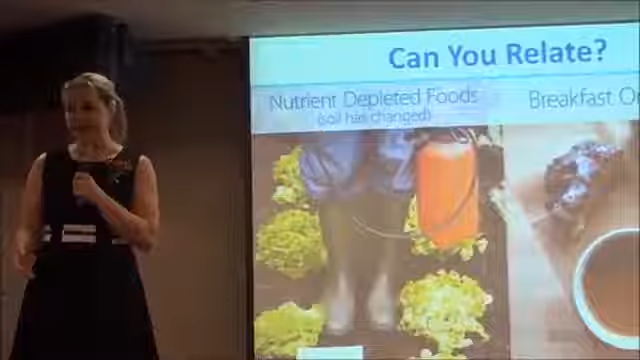 Can You Relate?
Nutrient Depleted Foods
(soil has changed)
Breakfast